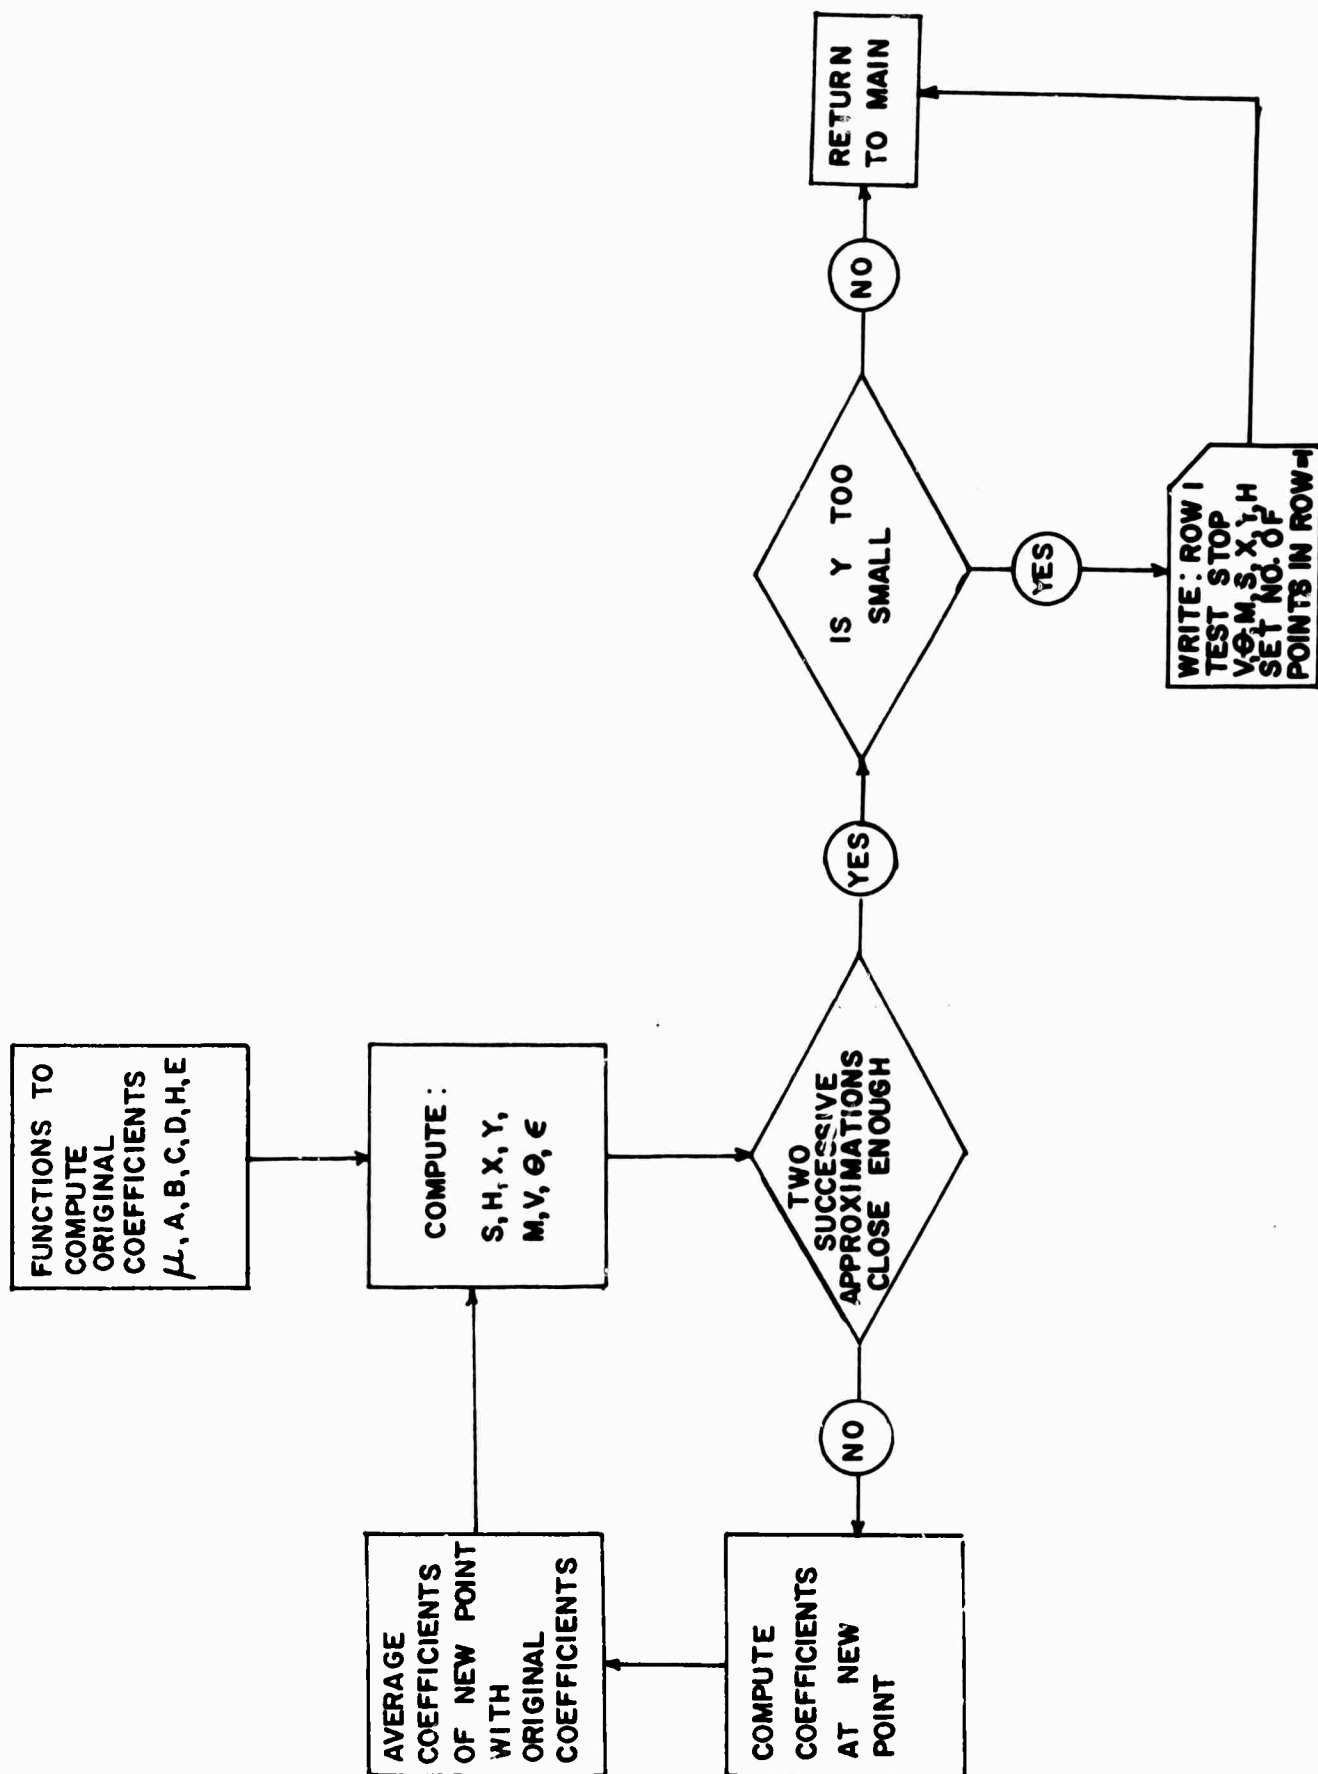 FUNCTIONS TO
COMPUTE
ORIGINAL
COEFFICIENTS
μ, A, B, C, D, H, E
AVERAGE
COEFFICIENTS
OF NEW POINT
WITH
ORIGINAL
COEFFICIENTS
COMPUTE:
S, H, X, Y,
M, V, Θ, ϵ
COMPUTE
COEFFICIENTS
AT NEW
POINT
NO
TWO
SUCCESSIVE
APPROXIMATIONS
CLOSE ENOUGH
YES
IS Y TOO
SMALL
NO
RETURN
TO MAIN
YES
WRITE: ROW 1
TEST STOP
V, Θ, M, S, X, Y, H
SET NO. OF
POINTS IN ROW=1